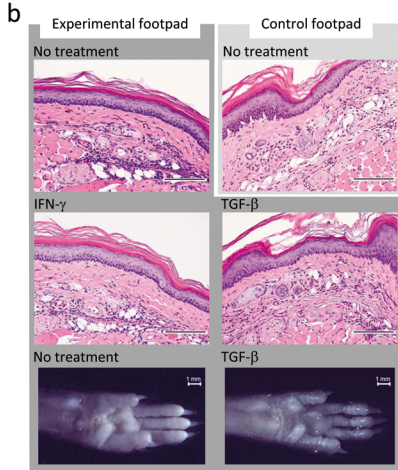 b
Experimental footpad
Control footpad
No treatment
No treatment
IFN-γ
TGF-β
No treatment
TGF-β
1 mm
1 mm